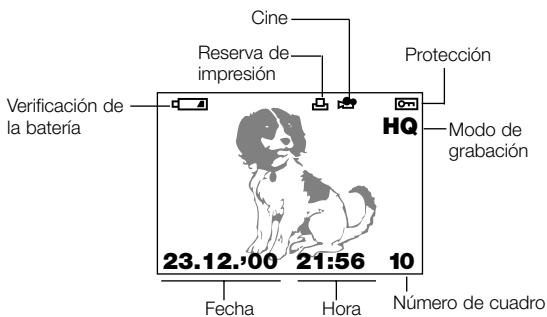 Cine
Reserva de
impresión
Protección
Verificación de
la batería
HQ
Modo de
grabación
23.12.'00 21:56 10
Fecha
Hora
Número de cuadro